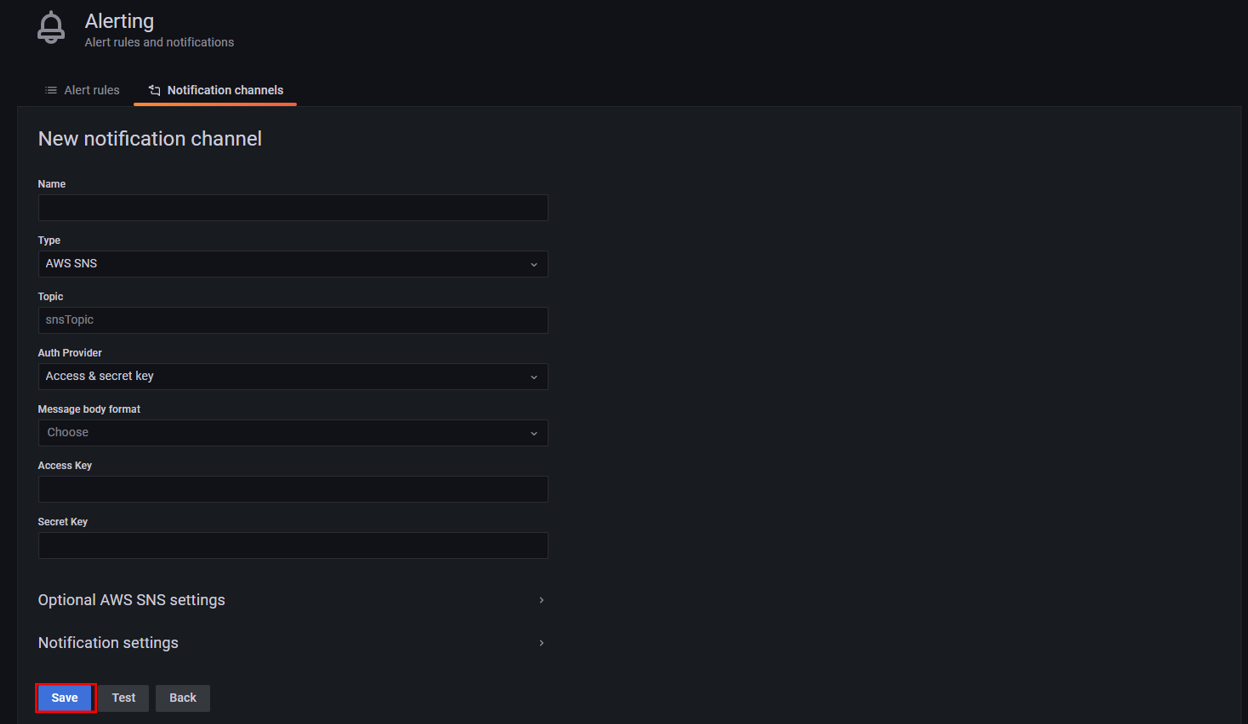 Alerting
Alert rules and notifications
Alert rules
Notification channels
New notification channel
Name
Type
AWS SNS
Topic
snsTopic
Auth Provider
Access & secret key
Message body format
Choose
Access Key
Secret Key
Optional AWS SNS settings
Notification settings
Save Test Back